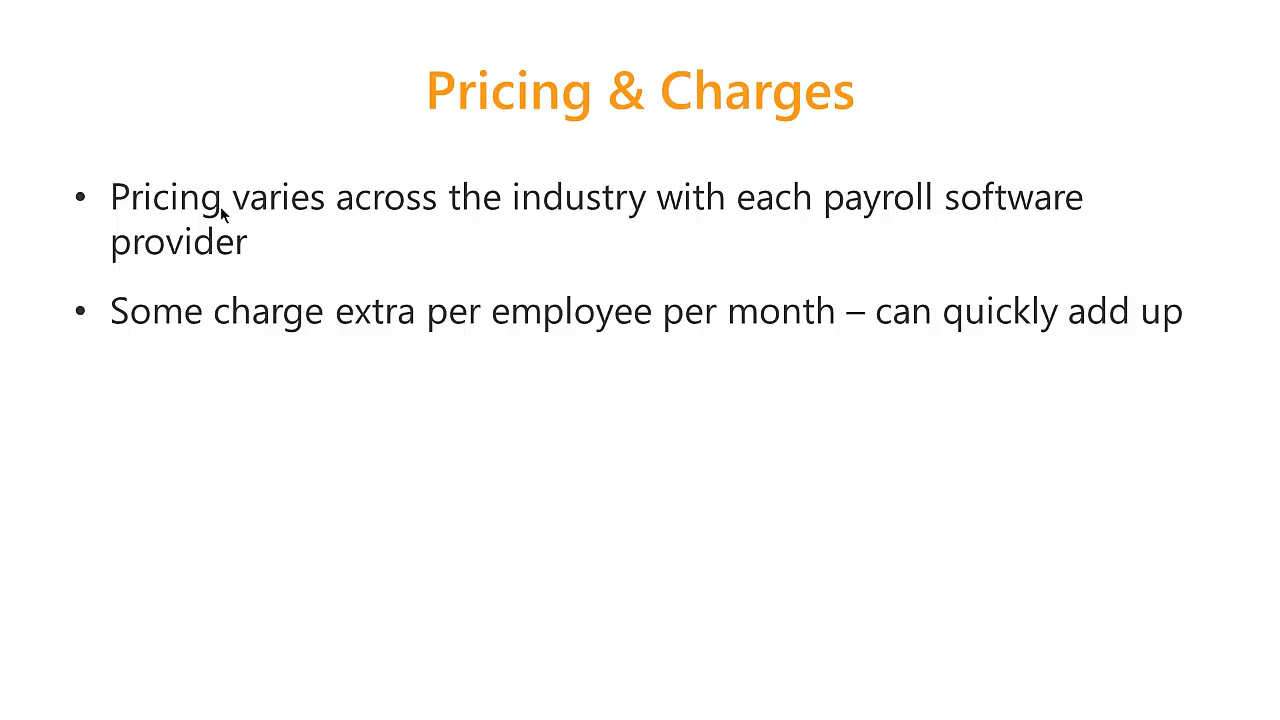 Pricing & Charges
• Pricing varies across the industry with each payroll software
provider
• Some charge extra per employee per month – can quickly add up